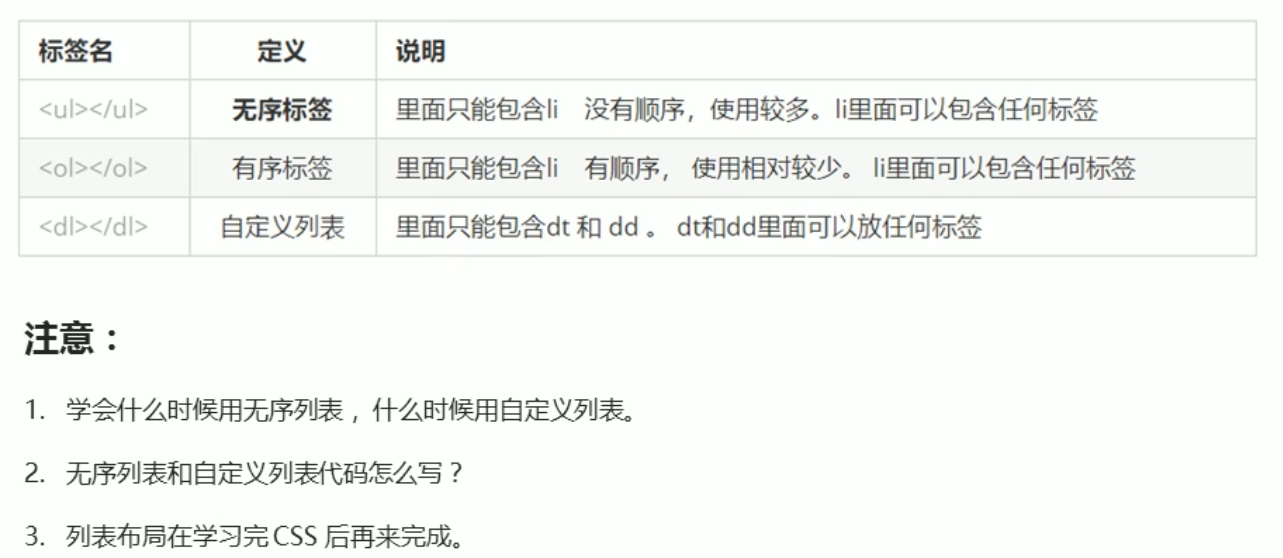 标签名 定义 说明
<ul></ul> 无序标签 里面只能包含li 没有顺序，使用较多。li里面可以包含任何标签
<ol></ol> 有序标签 里面只能包含li 有顺序， 使用相对较少。 li里面可以包含任何标签
<dl></dl> 自定义列表 里面只能包含dt 和 dd 。 dt和dd里面可以放任何标签
注意：
1. 学会什么时候用无序列表 ，什么时候用自定义列表。
2. 无序列表和自定义列表代码怎么写？
3. 列表布局在学习完 CSS 后再来完成。